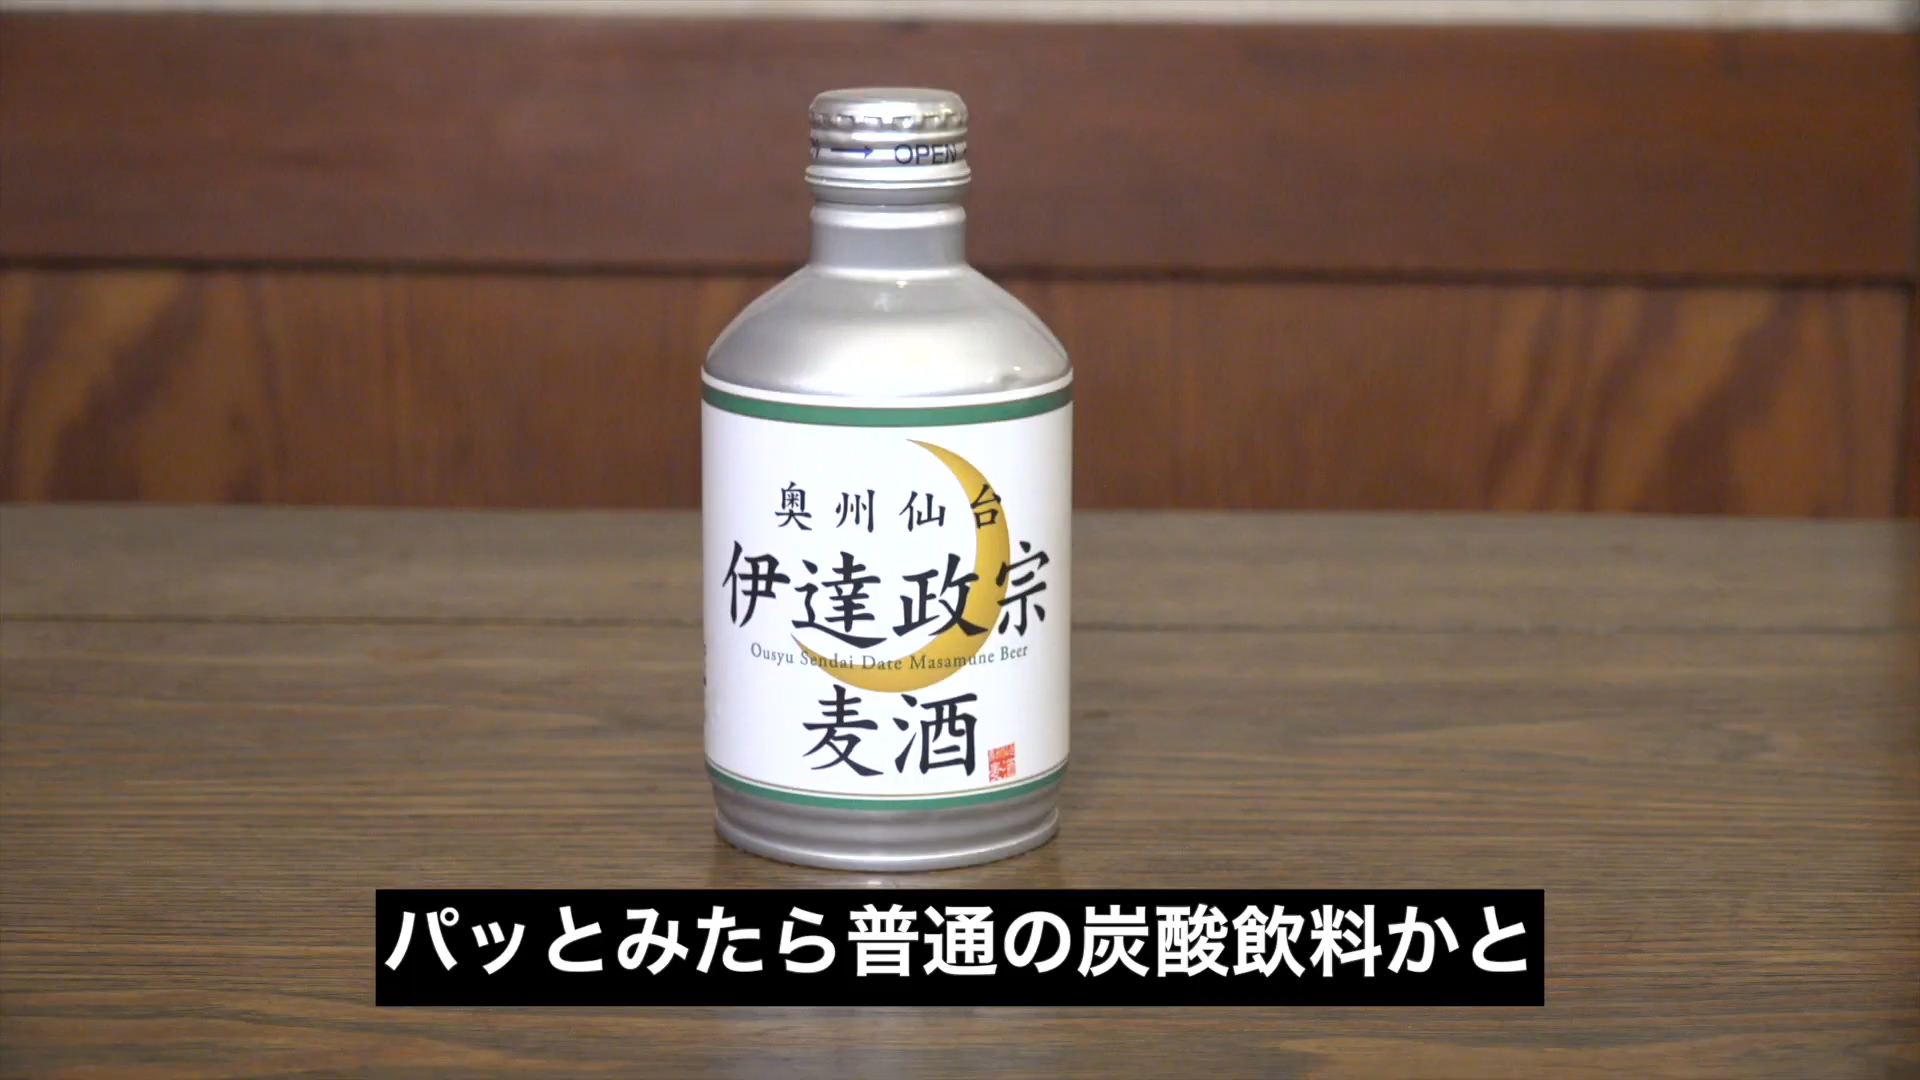 OPEN
奥州仙台
伊達政宗
Ousyu Sendai Date Masamune Beer
麦酒
パッとみたら普通の炭酸飲料かと